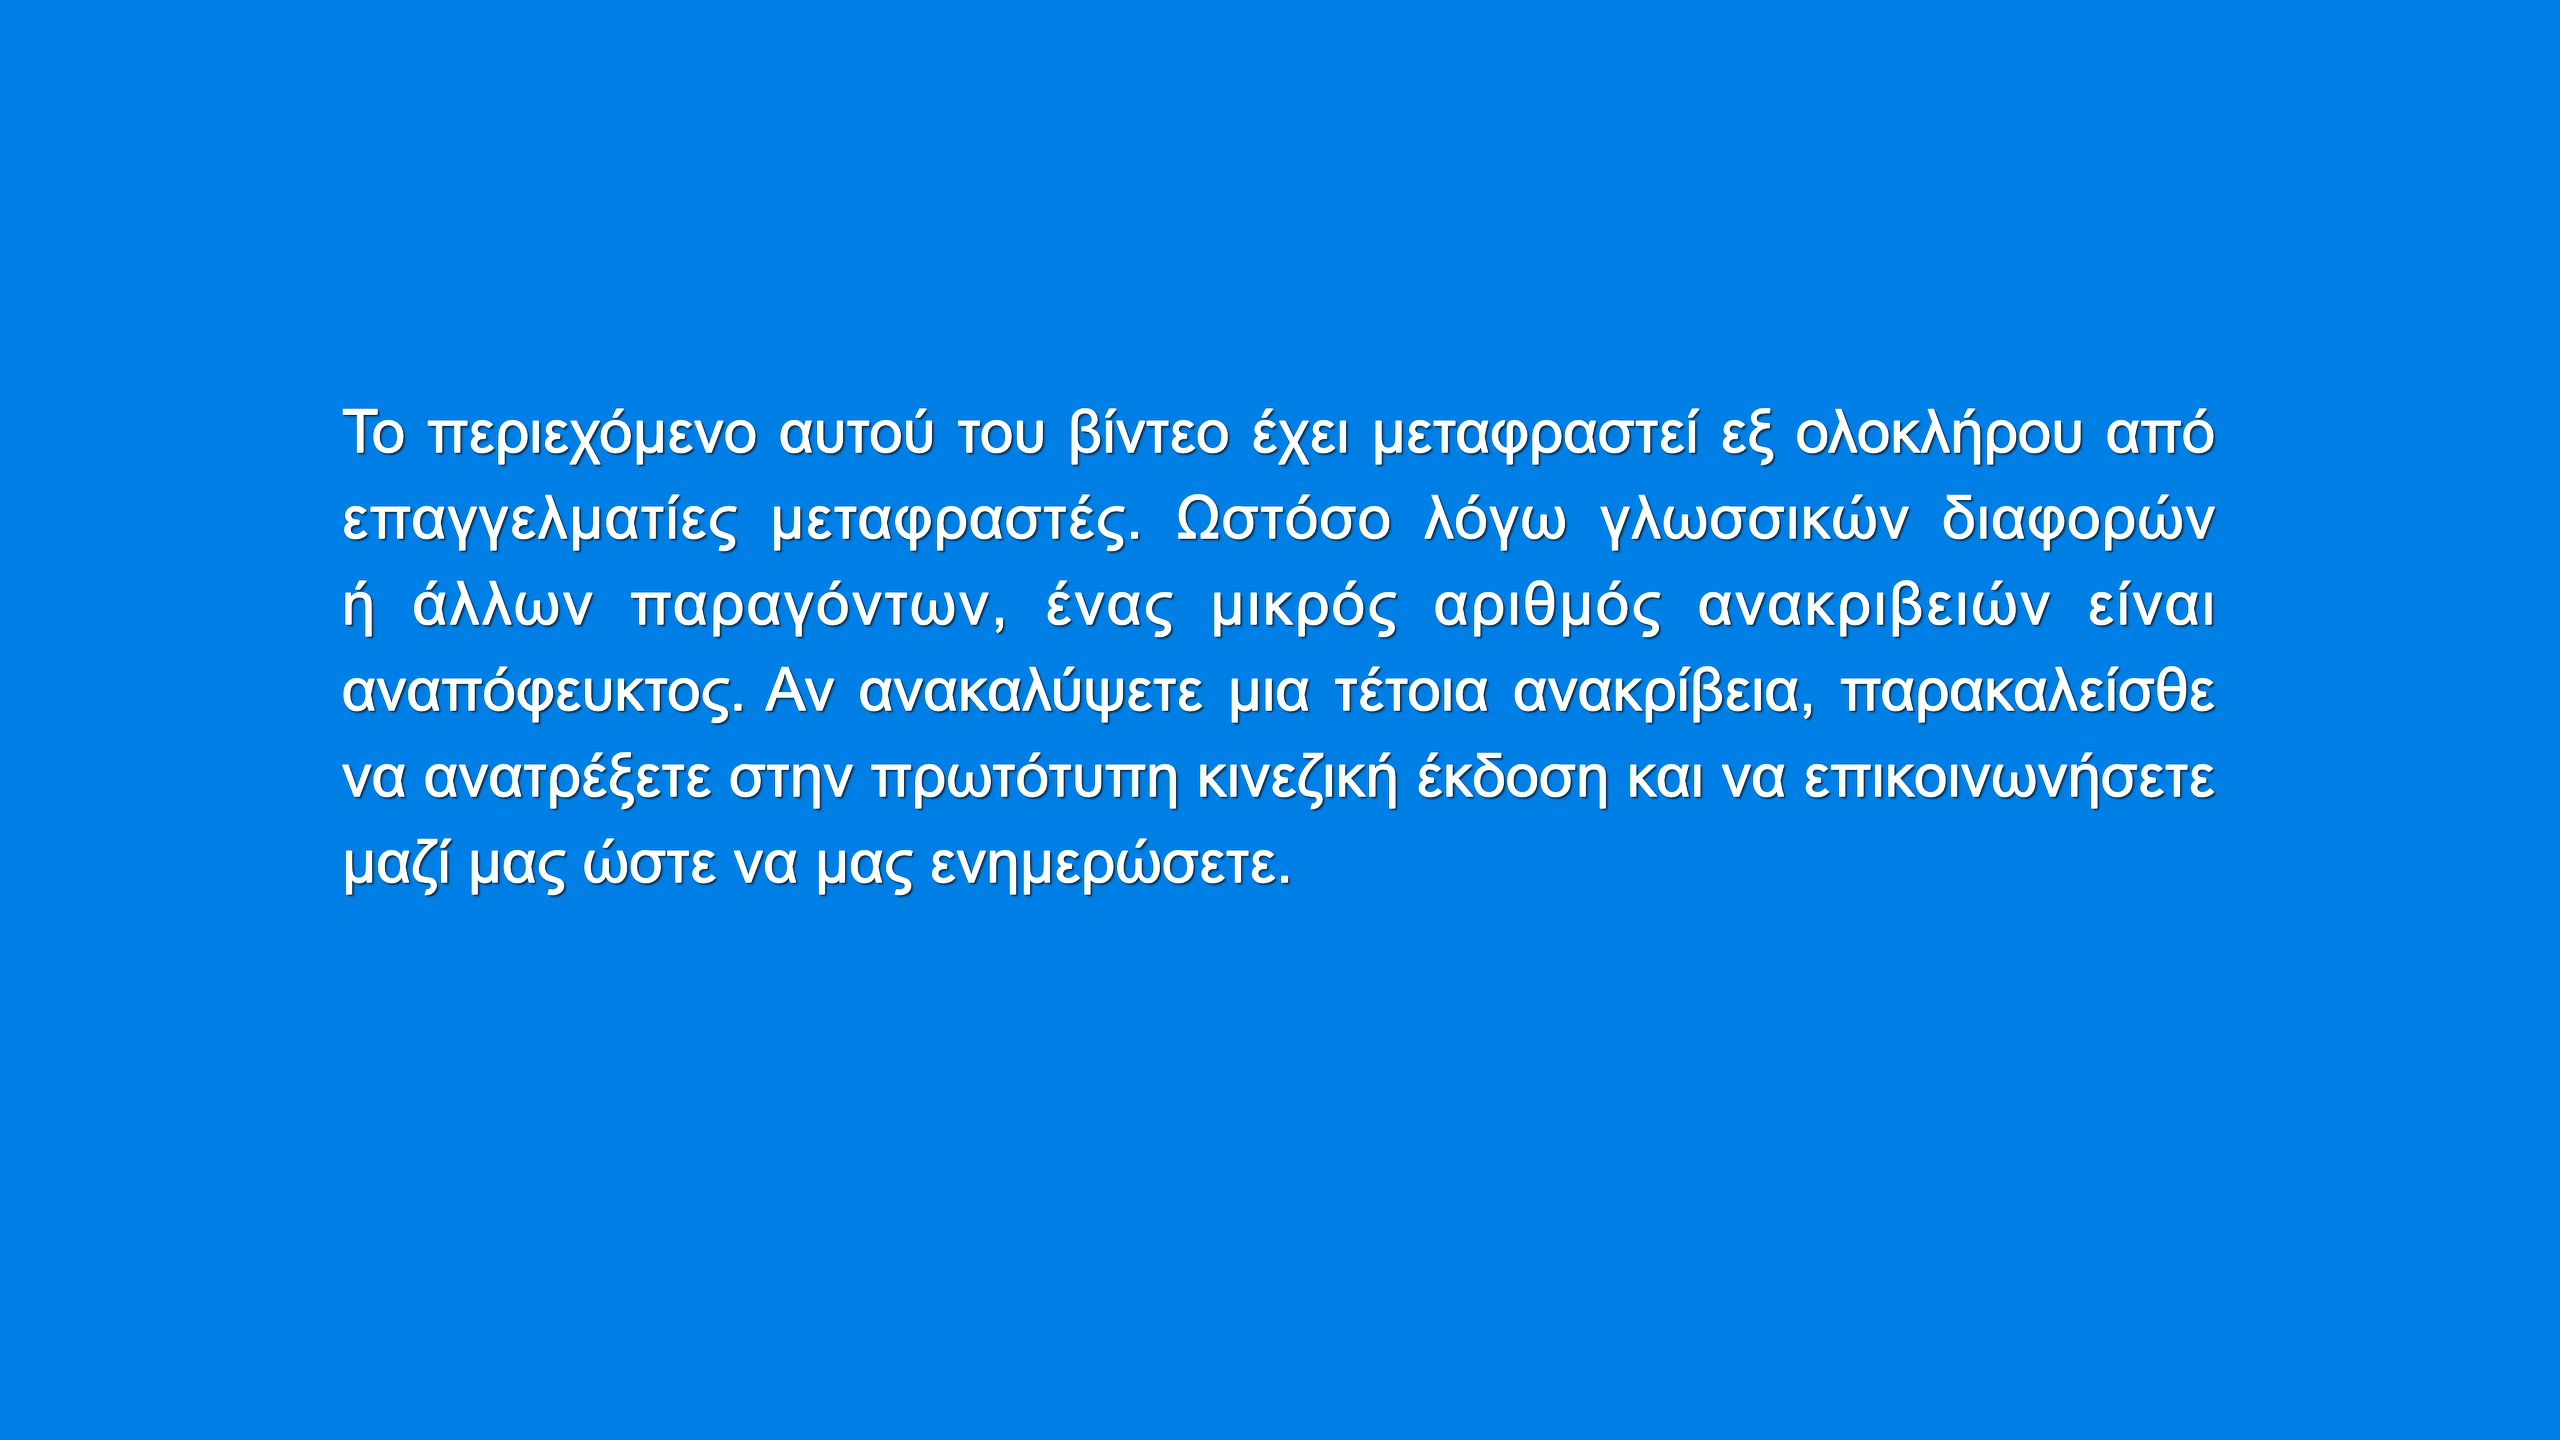 Το περιεχόμενο αυτού του βίντεο έχει μεταφραστεί εξ ολοκλήρου από
επαγγελματίες μεταφραστές. Ωστόσο λόγω γλωσσικών διαφορών
ή άλλων παραγόντων, ένας μικρός αριθμός ανακριβειών είναι
αναπόφευκτος. Αν ανακαλύψετε μια τέτοια ανακρίβεια, παρακαλείσθε
να ανατρέξετε στην πρωτότυπη κινεζική έκδοση και να επικοινωνήσετε
μαζί μας ώστε να μας ενημερώσετε.